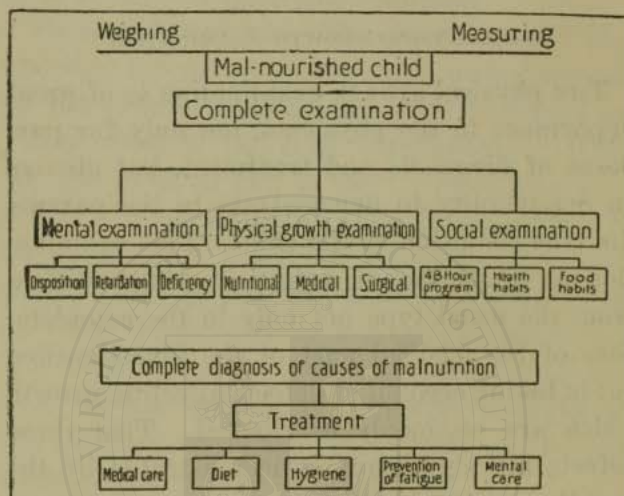 Weighing Measuring
Mal-nourished child
Complete examination
Mental examination Physical growth examination Social examination
Disposition Retardation Deficiency Nutritional Medical Surgical 48 Hour program Health habits Food habits
Complete diagnosis of causes of malnutrition
Treatment
Medical care Diet Hygiene Prevention of fatigue Mental care